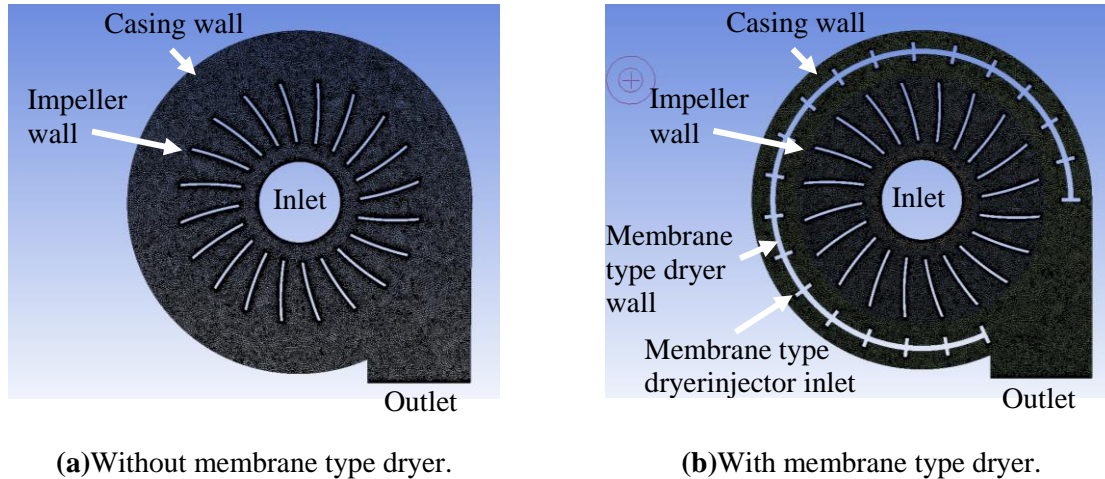 Casing wall
Impeller
wall
Inlet
Outlet
(a)Without membrane type dryer.
Casing wall
Impeller
wall
Inlet
Membrane
type dryer
wall
Membrane type
dryerinjector inlet
Outlet
(b)With membrane type dryer.